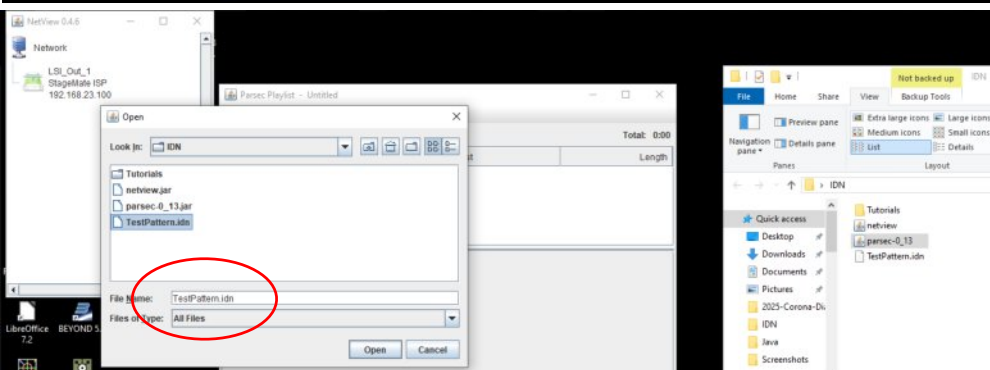 NetView 0.4.6
Network
LSI_Out_1
StageMate ISP
192.168.23.100
LibreOffice
7.2
BEYOND 5.
Parsec Playlist - Untitled
Total: 0:00
Length
Open
Look In: IDN
Tutorials
netview.jar
parsec-0_13.jar
TestPattern.idn
File Name: TestPattern.idn
Files of Type: All Files
Open Cancel
Not backed up IDN
File Home Share View Backup Tools
Navigation
pane
Preview pane
Details pane
Panes
Extra large icons Large icons
Medium icons Small icons
List Details
Layout
IDN
Quick access
Desktop
Downloads
Documents
Pictures
2025-Corona-Di
IDN
Java
Screenshots
Tutorials
netview
parsec-0_13
TestPattern.idn